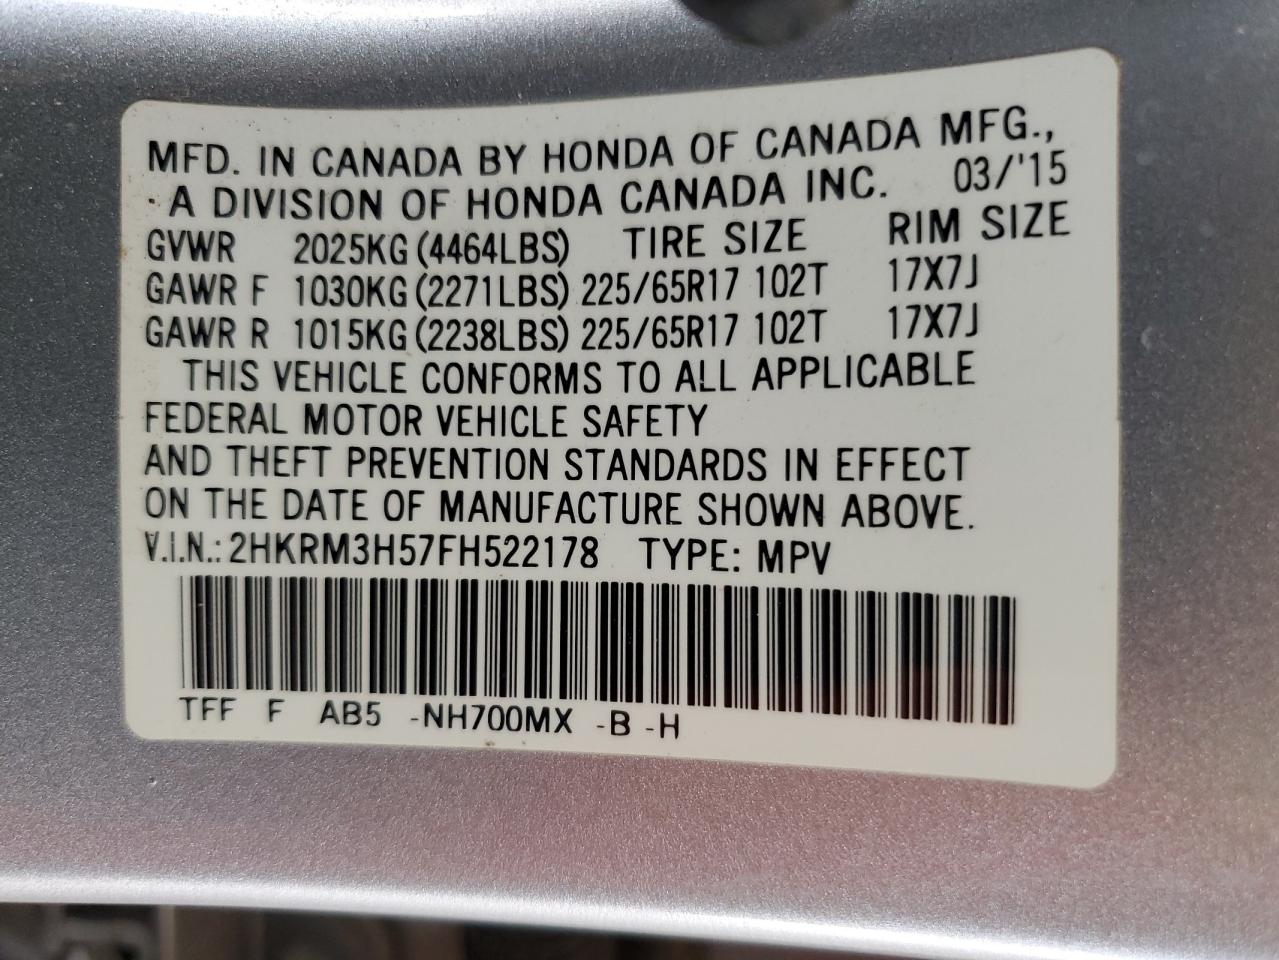 MFD. IN CANADA BY HONDA OF CANADA MFG.,
A DIVISION OF HONDA CANADA INC. 03/'15
GVWR 2025KG (4464LBS) TIRE SIZE RIM SIZE
GAWR F 1030KG (2271LBS) 225/65R17 102T 17X7J
GAWR R 1015KG (2238LBS) 225/65R17 102T 17X7J
THIS VEHICLE CONFORMS TO ALL APPLICABLE
FEDERAL MOTOR VEHICLE SAFETY
AND THEFT PREVENTION STANDARDS IN EFFECT
ON THE DATE OF MANUFACTURE SHOWN ABOVE.
V.I.N.: 2HKRM3H57FH522178 TYPE: MPV
TFF F AB5 -NH700MX -B -H